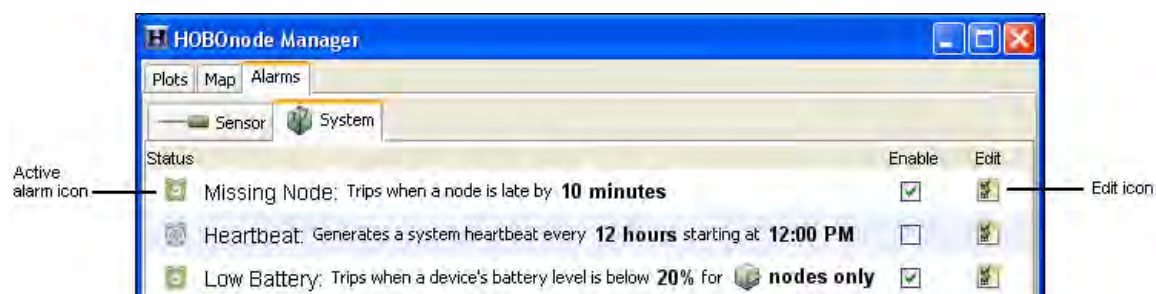 HOBOnode Manager
Plots Map Alarms
Sensor System
Status Enable Edit
Active
alarm icon
Missing Node: Trips when a node is late by 10 minutes
Edit icon
Heartbeat: Generates a system heartbeat every 12 hours starting at 12:00 PM
Low Battery: Trips when a device's battery level is below 20% for nodes only